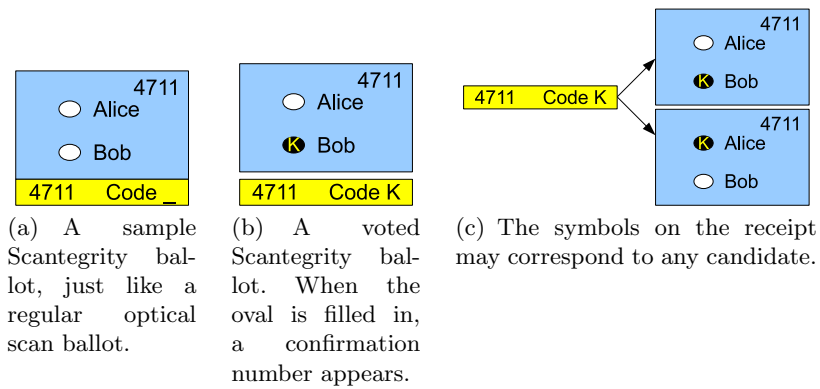 4711
Alice
Bob
4711 Code _
(a) A sample
Scantegrity bal-
lot, just like a
regular optical
scan ballot.
4711
Alice
K Bob
4711 Code K
(b) A voted
Scantegrity bal-
lot. When the
oval is filled in,
a confirmation
number appears.
4711 Code K
4711
Alice
K Bob
4711
K Alice
Bob
(c) The symbols on the receipt
may correspond to any candidate.